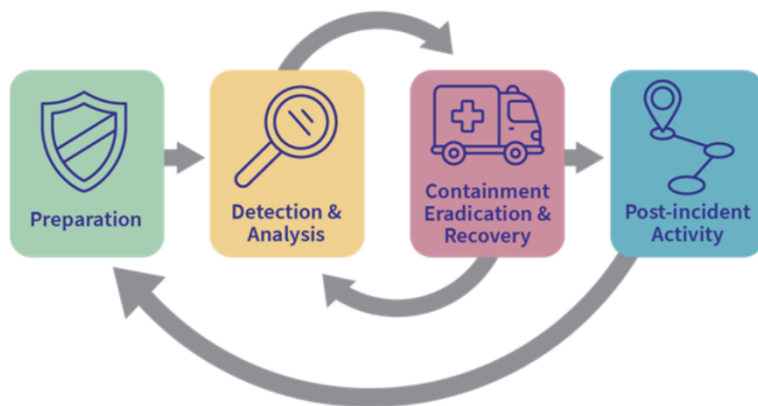 Preparation
Detection &
Analysis
Containment
Eradication &
Recovery
Post-incident
Activity